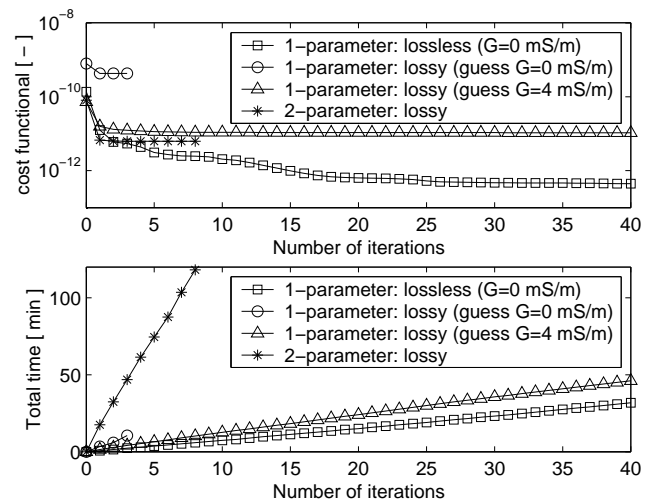 10^-8
10^-10
10^-12
cost functional [ - ]
1-parameter: lossless (G=0 mS/m)
1-parameter: lossy (guess G=0 mS/m)
1-parameter: lossy (guess G=4 mS/m)
2-parameter: lossy
0 5 10 15 20 25 30 35 40
Number of iterations
100
50
0
Total time [ min ]
1-parameter: lossless (G=0 mS/m)
1-parameter: lossy (guess G=0 mS/m)
1-parameter: lossy (guess G=4 mS/m)
2-parameter: lossy
0 5 10 15 20 25 30 35 40
Number of iterations